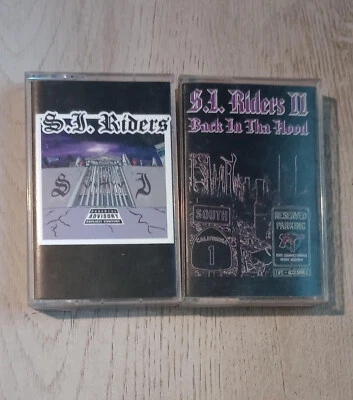 S.I. Riders
S I
PARENTAL
ADVISORY
EXPLICIT CONTENT
S.I. Riders II
Back In Tha Hood
SOUTH
CALIFORNIA
1
RESERVED
PARKING